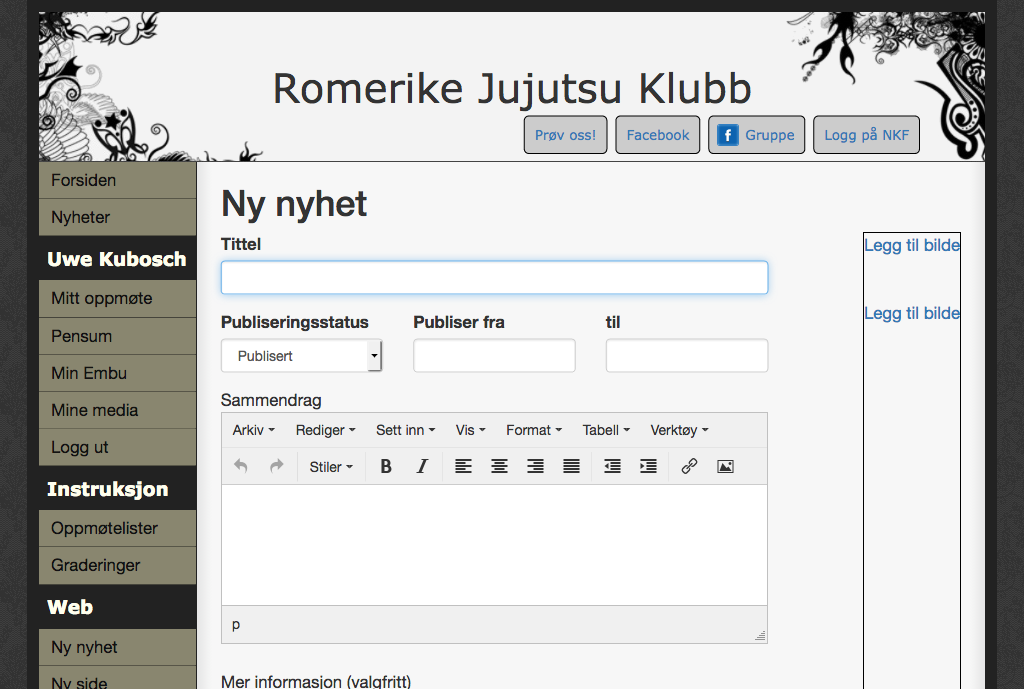 Romerike Jujutsu Klubb
Prøv oss! Facebook f Gruppe Logg på NKF
Forsiden
Nyheter
Uwe Kubosch
Mitt oppmøte
Pensum
Min Embu
Mine media
Logg ut
Instruksjon
Oppmøtelister
Graderinger
Web
Ny nyhet
Ny side
Ny nyhet
Tittel
Publiseringsstatus Publiser fra til
Publisert
Sammendrag
Arkiv Rediger Sett inn Vis Format Tabell Verktøy
Stiler B I
p
Mer informasjon (valgfritt)
Legg til bilde
Legg til bilde